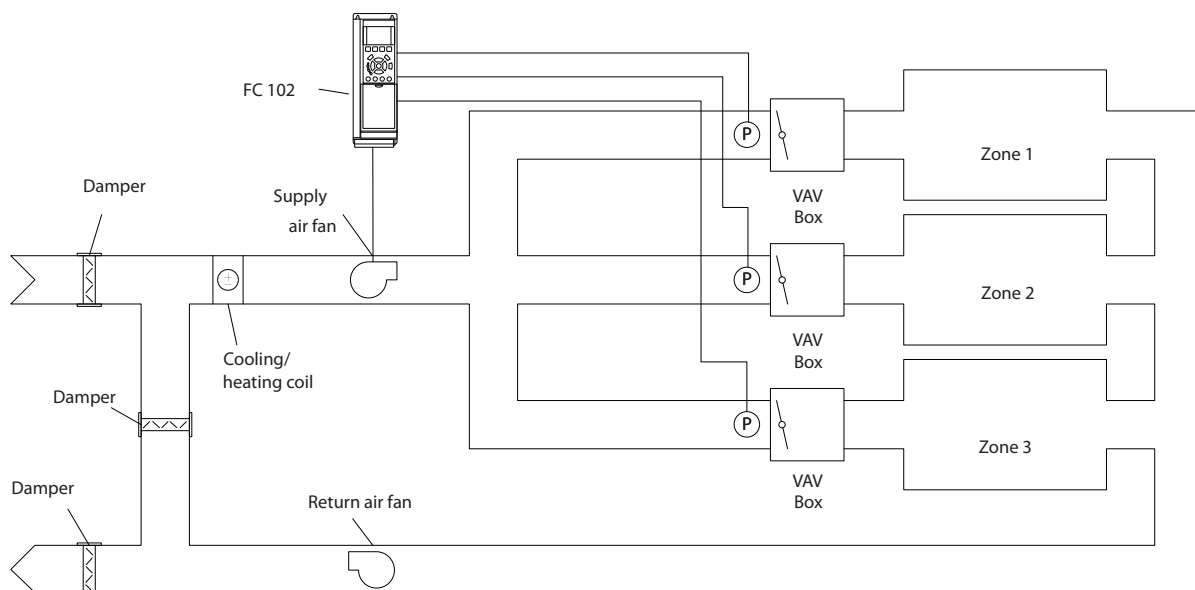 FC 102
Damper
Supply
air fan
P
Zone 1
VAV
Box
±
P
Zone 2
VAV
Box
Cooling/
heating coil
Damper
P
Zone 3
VAV
Box
Damper
Return air fan